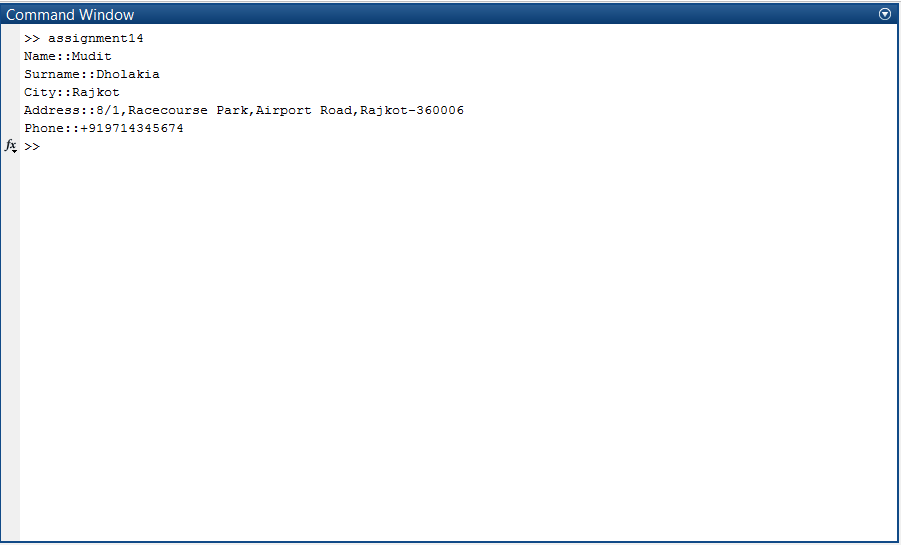 Command Window
>> assignment14
Name::Mudit
Surname::Dholakia
City::Rajkot
Address::8/1,Racecourse Park,Airport Road,Rajkot-360006
Phone::+919714345674
fx >>